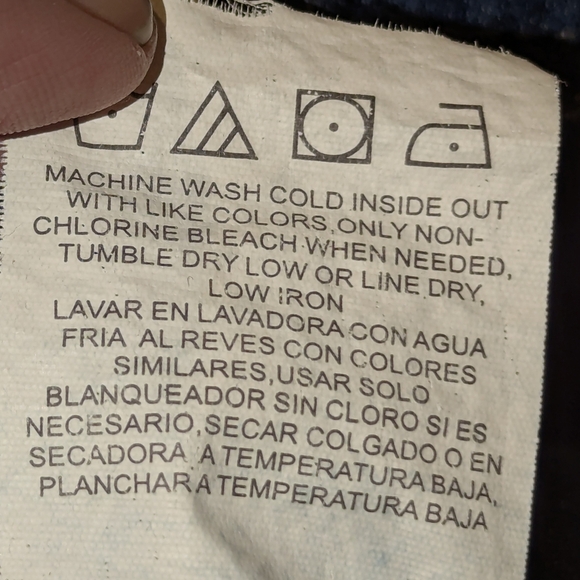 MACHINE WASH COLD INSIDE OUT
WITH LIKE COLORS,ONLY NON-
CHLORINE BLEACH WHEN NEEDED,
TUMBLE DRY LOW OR LINE DRY,
LOW IRON
LAVAR EN LAVADORA CON AGUA
FRIA AL REVES CON COLORES
SIMILARES,USAR SOLO
BLANQUEADOR SIN CLORO SI ES
NECESARIO,SECAR COLGADO O EN
SECADORA A TEMPERATURA BAJA,
PLANCHAR A TEMPERATURA BAJA